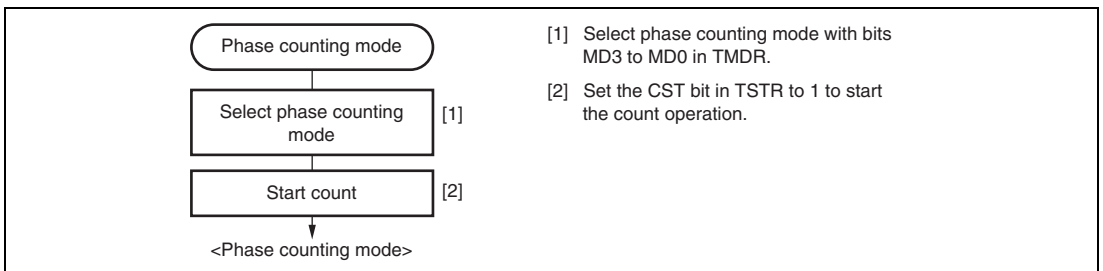 Phase counting mode
Select phase counting
mode
[1]
Start count
[2]
<Phase counting mode>
[1] Select phase counting mode with bits
MD3 to MD0 in TMDR.
[2] Set the CST bit in TSTR to 1 to start
the count operation.